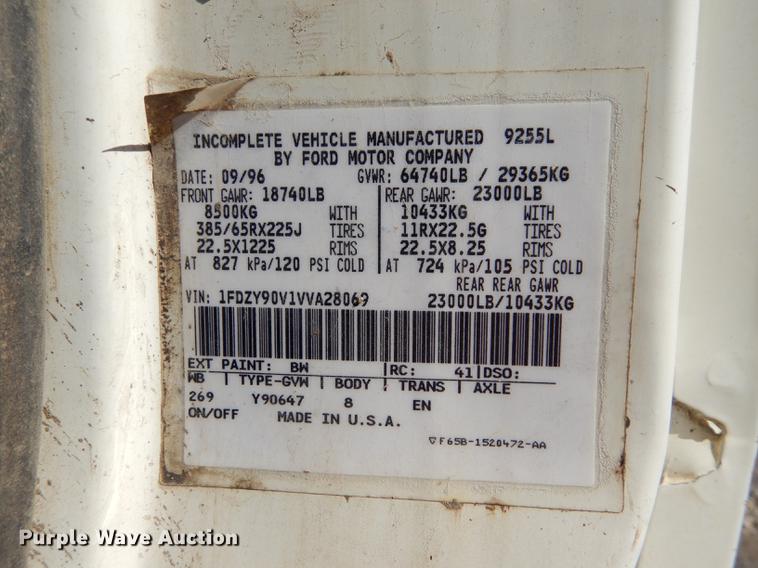 INCOMPLETE VEHICLE MANUFACTURED 9255L
BY FORD MOTOR COMPANY
DATE: 09/96 GVWR: 64740LB / 29365KG
FRONT GAWR: 18740LB REAR GAWR: 23000LB
8500KG WITH 10433KG WITH
385/65RX225J TIRES 11RX22.5G TIRES
22.5X1225 RIMS 22.5X8.25 RIMS
AT 827 kPa/120 PSI COLD AT 724 kPa/105 PSI COLD
REAR REAR GAWR
VIN: 1FDZY90V1VVA28069 23000LB/10433KG
EXT PAINT: BW RC: 41 DSO:
WB TYPE-GVW BODY TRANS AXLE
269 Y90647 8 EN
ON/OFF MADE IN U.S.A.
F65B-1520472-AA
Purple Wave Auction